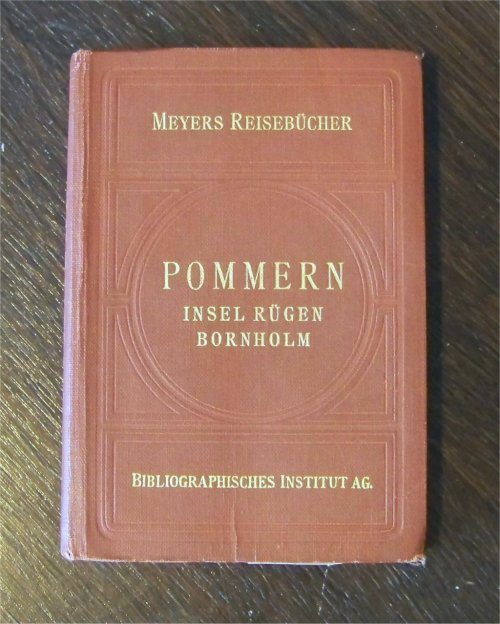 MEYERS REISEBÜCHER
POMMERN
INSEL RÜGEN
BORNHOLM
BIBLIOGRAPHISCHES INSTITUT AG.